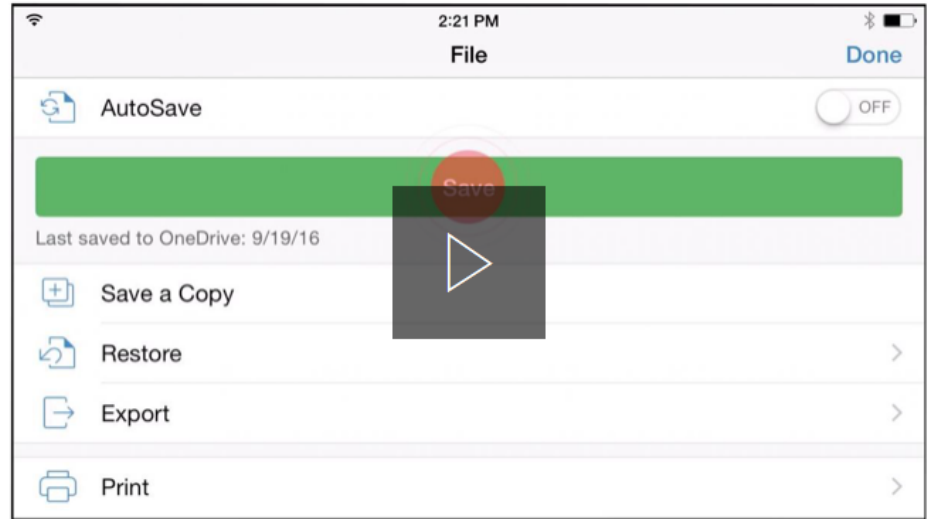 2:21 PM
File
Done
AutoSave
OFF
Save
Last saved to OneDrive: 9/19/16
Save a Copy
Restore
Export
Print